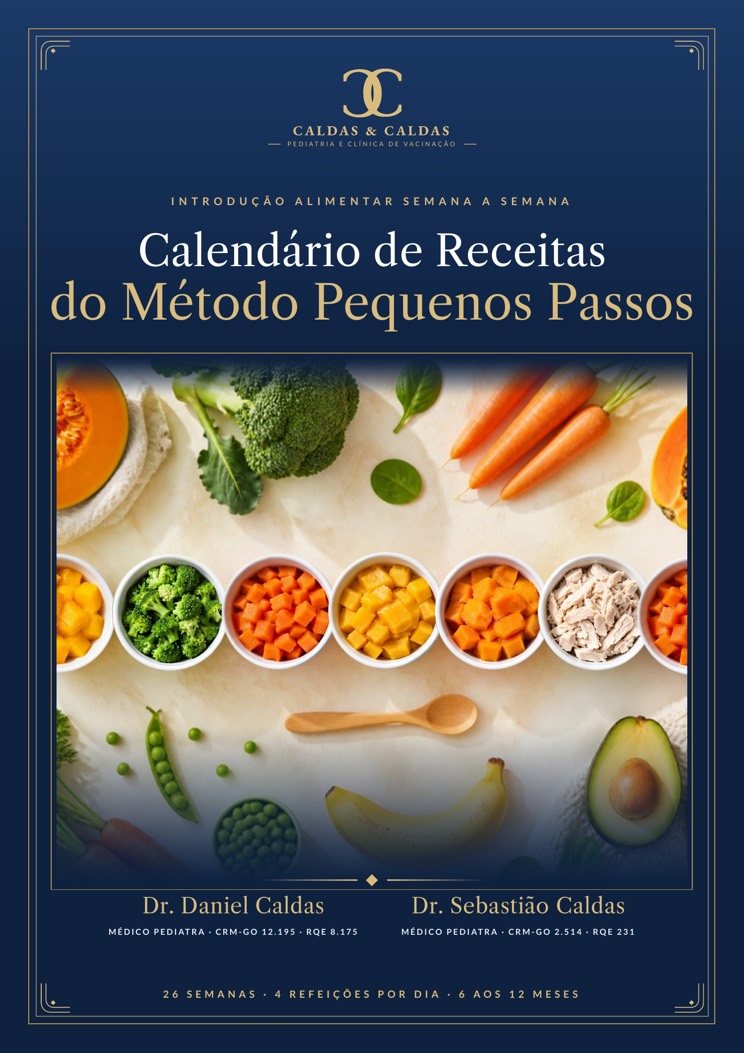 CALDAS & CALDAS
PEDIATRIA E CLÍNICA DE VACINAÇÃO
INTRODUÇÃO ALIMENTAR SEMANA A SEMANA
Calendário de Receitas
do Método Pequenos Passos
Dr. Daniel Caldas
MÉDICO PEDIATRA · CRM-GO 12.195 · RQE 8.175
Dr. Sebastião Caldas
MÉDICO PEDIATRA · CRM-GO 2.514 · RQE 231
26 SEMANAS · 4 REFEIÇÕES POR DIA · 6 AOS 12 MESES